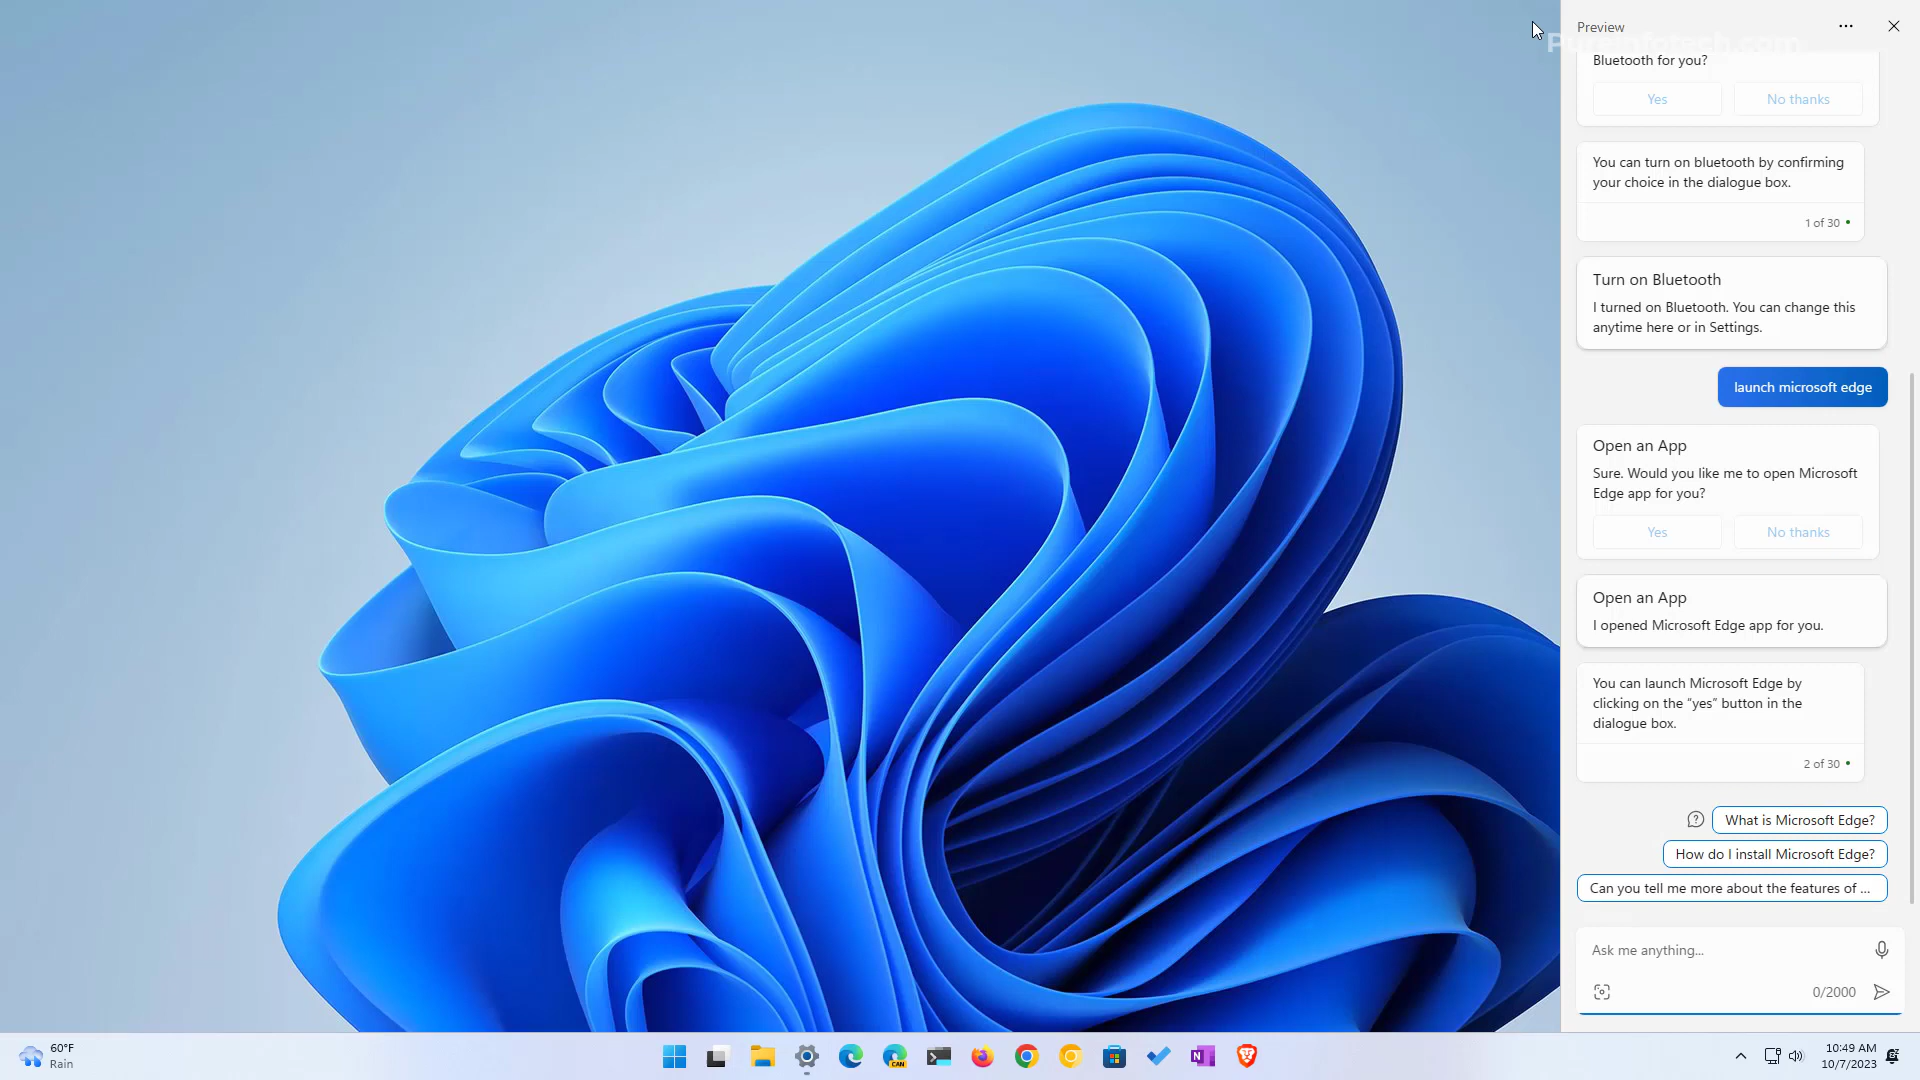 Preview
Pureinfotech.com
Bluetooth for you?
Yes
No thanks
You can turn on bluetooth by confirming
your choice in the dialogue box.
1 of 30
Turn on Bluetooth
I turned on Bluetooth. You can change this
anytime here or in Settings.
launch microsoft edge
Open an App
Sure. Would you like me to open Microsoft
Edge app for you?
Yes
No thanks
Open an App
I opened Microsoft Edge app for you.
You can launch Microsoft Edge by
clicking on the “yes” button in the
dialogue box.
2 of 30
What is Microsoft Edge?
How do I install Microsoft Edge?
Can you tell me more about the features of ...
Ask me anything...
0/2000
60°F
Rain
CAN
N
10:49 AM
10/7/2023